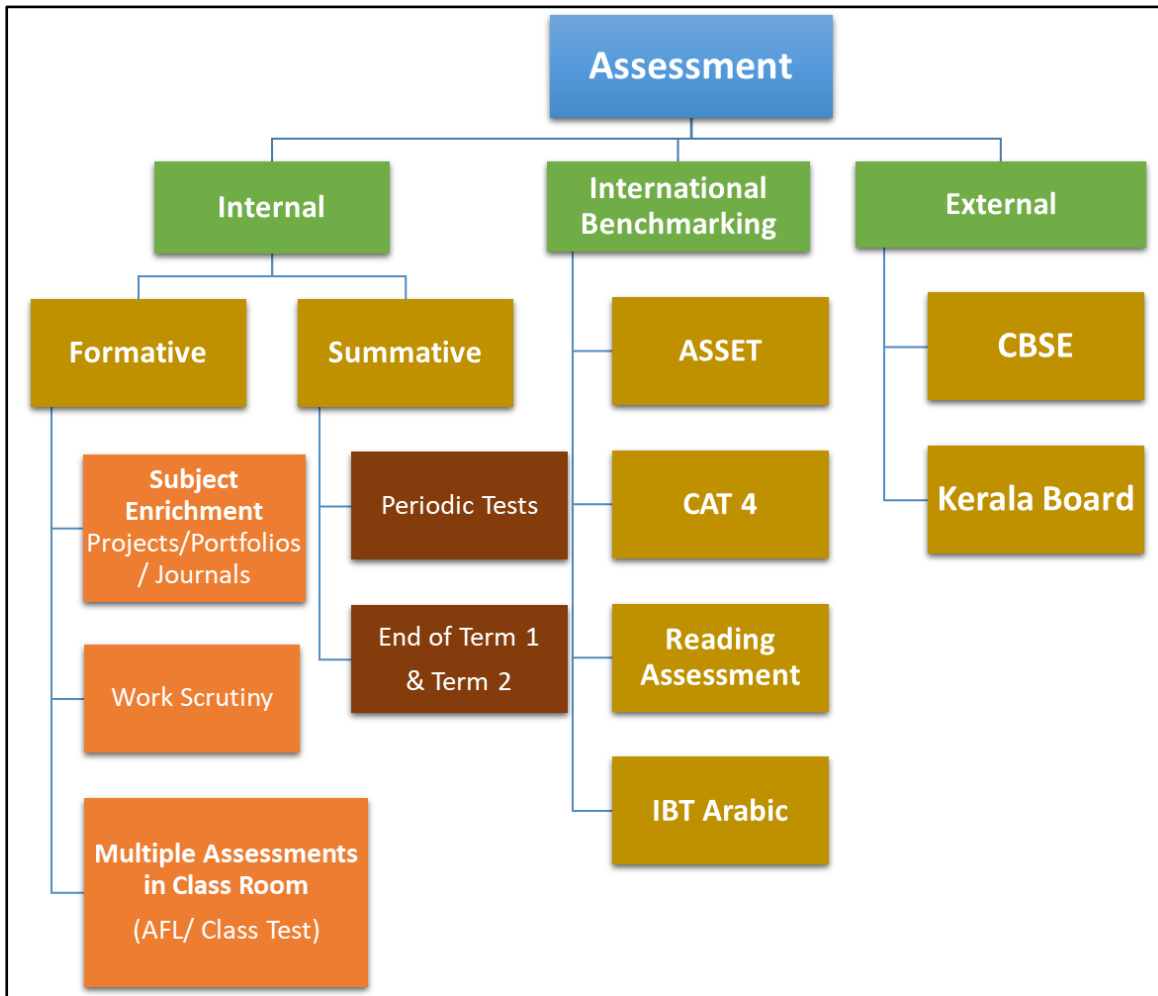 Assessment
Internal
International
Benchmarking
External
Formative
Summative
ASSET
CBSE
Subject
Enrichment
Projects/Portfolios
/ Journals
Periodic Tests
CAT 4
Kerala Board
Work Scrutiny
End of Term 1
& Term 2
Reading
Assessment
Multiple Assessments
in Class Room
(AFL/ Class Test)
IBT Arabic